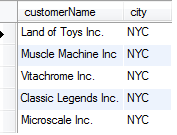 customerName city
Land of Toys Inc. NYC
Muscle Machine Inc NYC
Vitachrome Inc. NYC
Classic Legends Inc. NYC
Microscale Inc. NYC